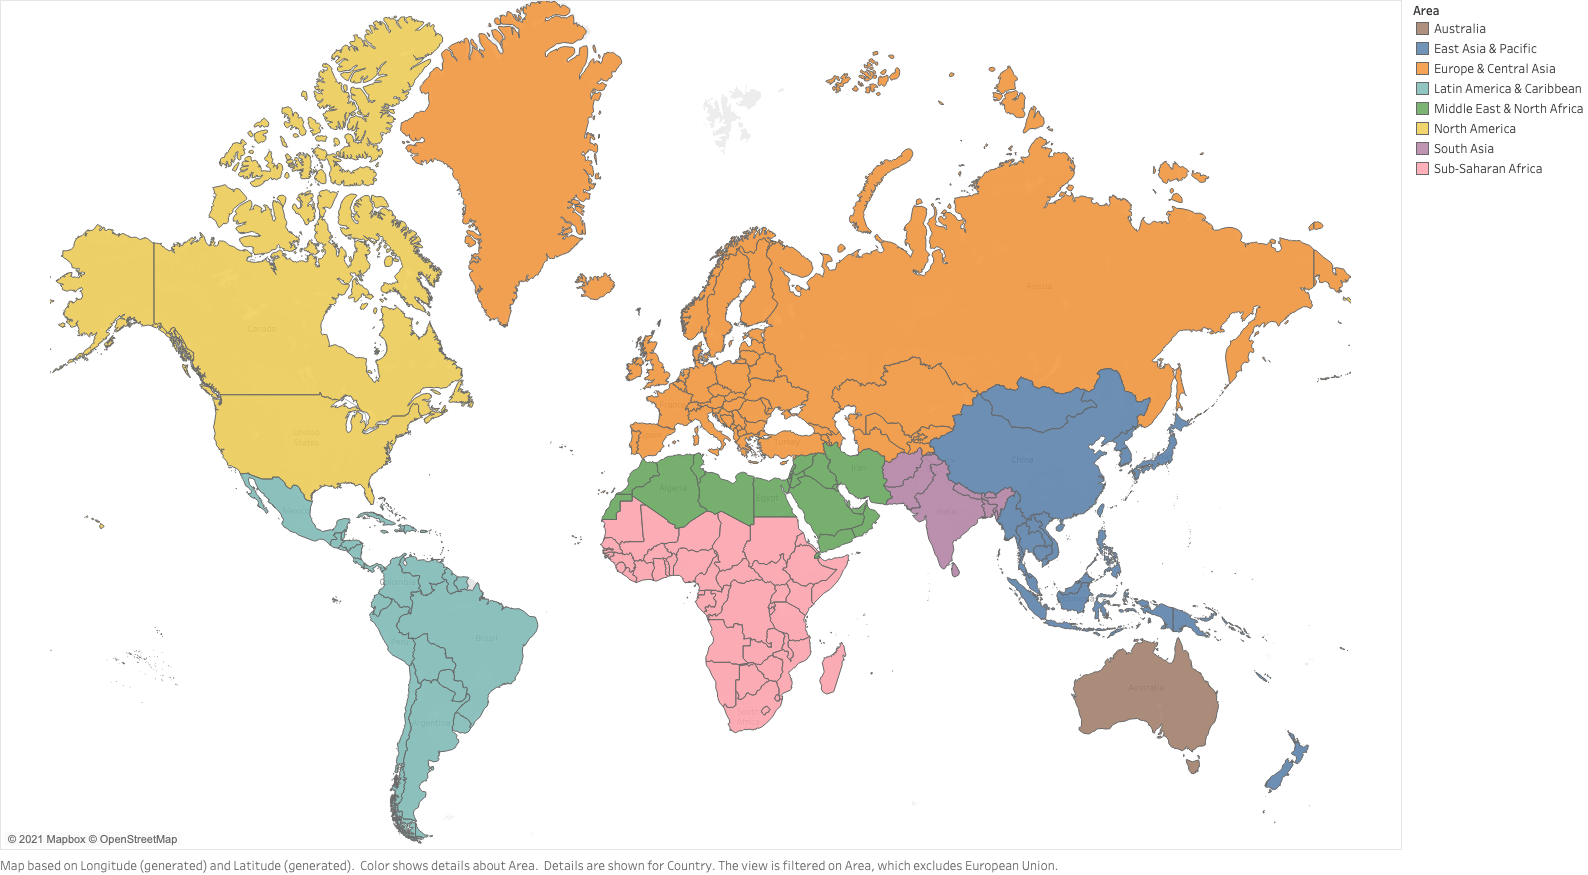 Area
Australia
East Asia & Pacific
Europe & Central Asia
Latin America & Caribbean
Middle East & North Africa
North America
South Asia
Sub-Saharan Africa
Russia
Canada
France
United
States
Turkey
China
Iran
Algeria
Egypt
Mexico
India
Colombia
Brazil
Peru
Australia
South
Africa
Argentina
© 2021 Mapbox © OpenStreetMap
Map based on Longitude (generated) and Latitude (generated).  Color shows details about Area.  Details are shown for Country. The view is filtered on Area, which excludes European Union.